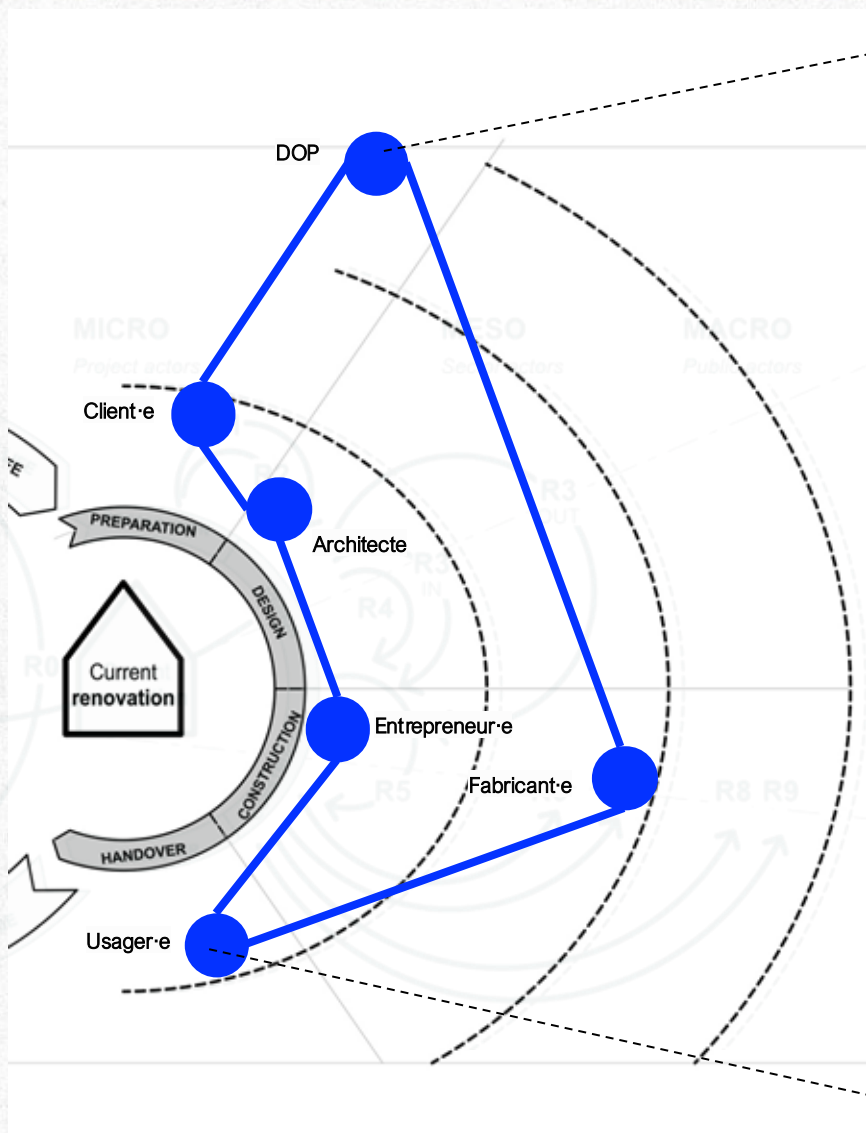 DOP
MICRO
MESO
MACRO
Project actors
Public actors
Client·e
R3
OUT
PREPARATION
Architecte
R3
IN
DESIGN
R4
Current
renovation
Entrepreneur·e
CONSTRUCTION
Fabricant·e
R5
R8 R9
HANDOVER
Usager·e